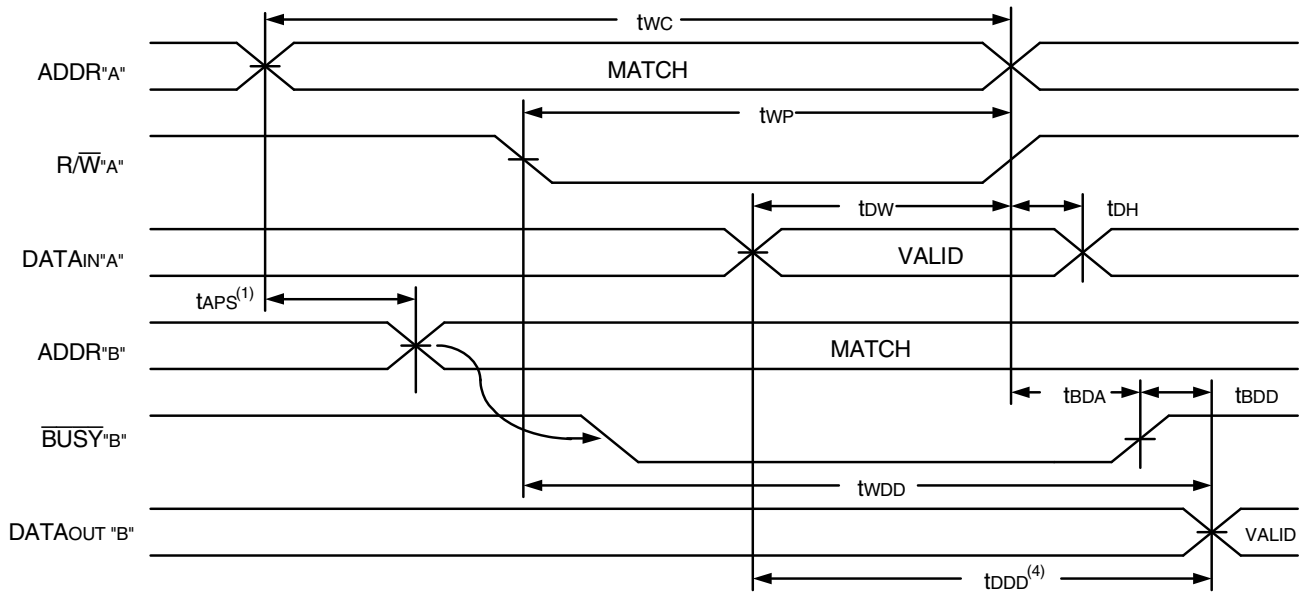 tWC
ADDR"A"
MATCH
tWP
R/W̅"A"
tDW
tDH
DATAIN"A"
VALID
tAPS(1)
ADDR"B"
MATCH
tBDA
tBDD
B̅U̅S̅Y̅"B"
tWDD
DATAOUT "B"
VALID
tDDD(4)